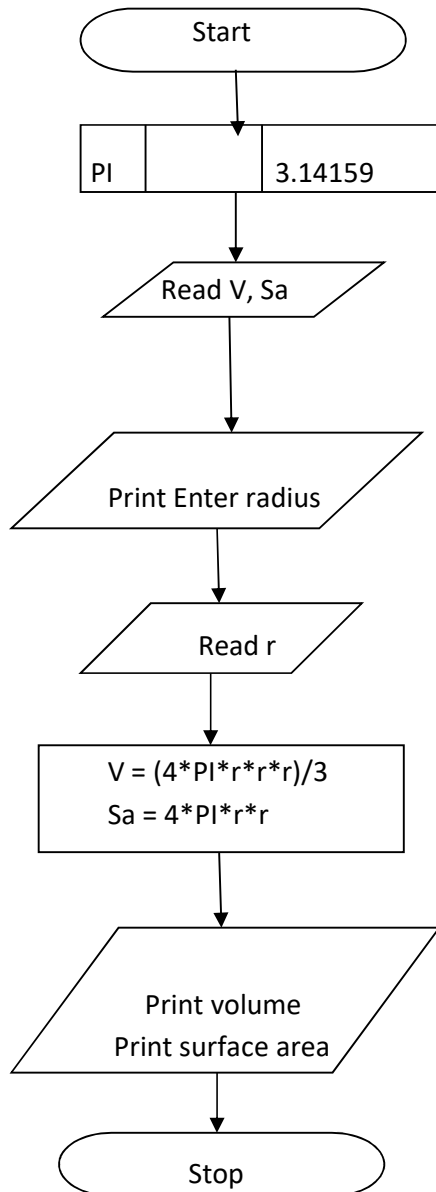 Start
PI 3.14159
Read V, Sa
Print Enter radius
Read r
V = (4*PI*r*r*r)/3
Sa = 4*PI*r*r
Print volume
Print surface area
Stop